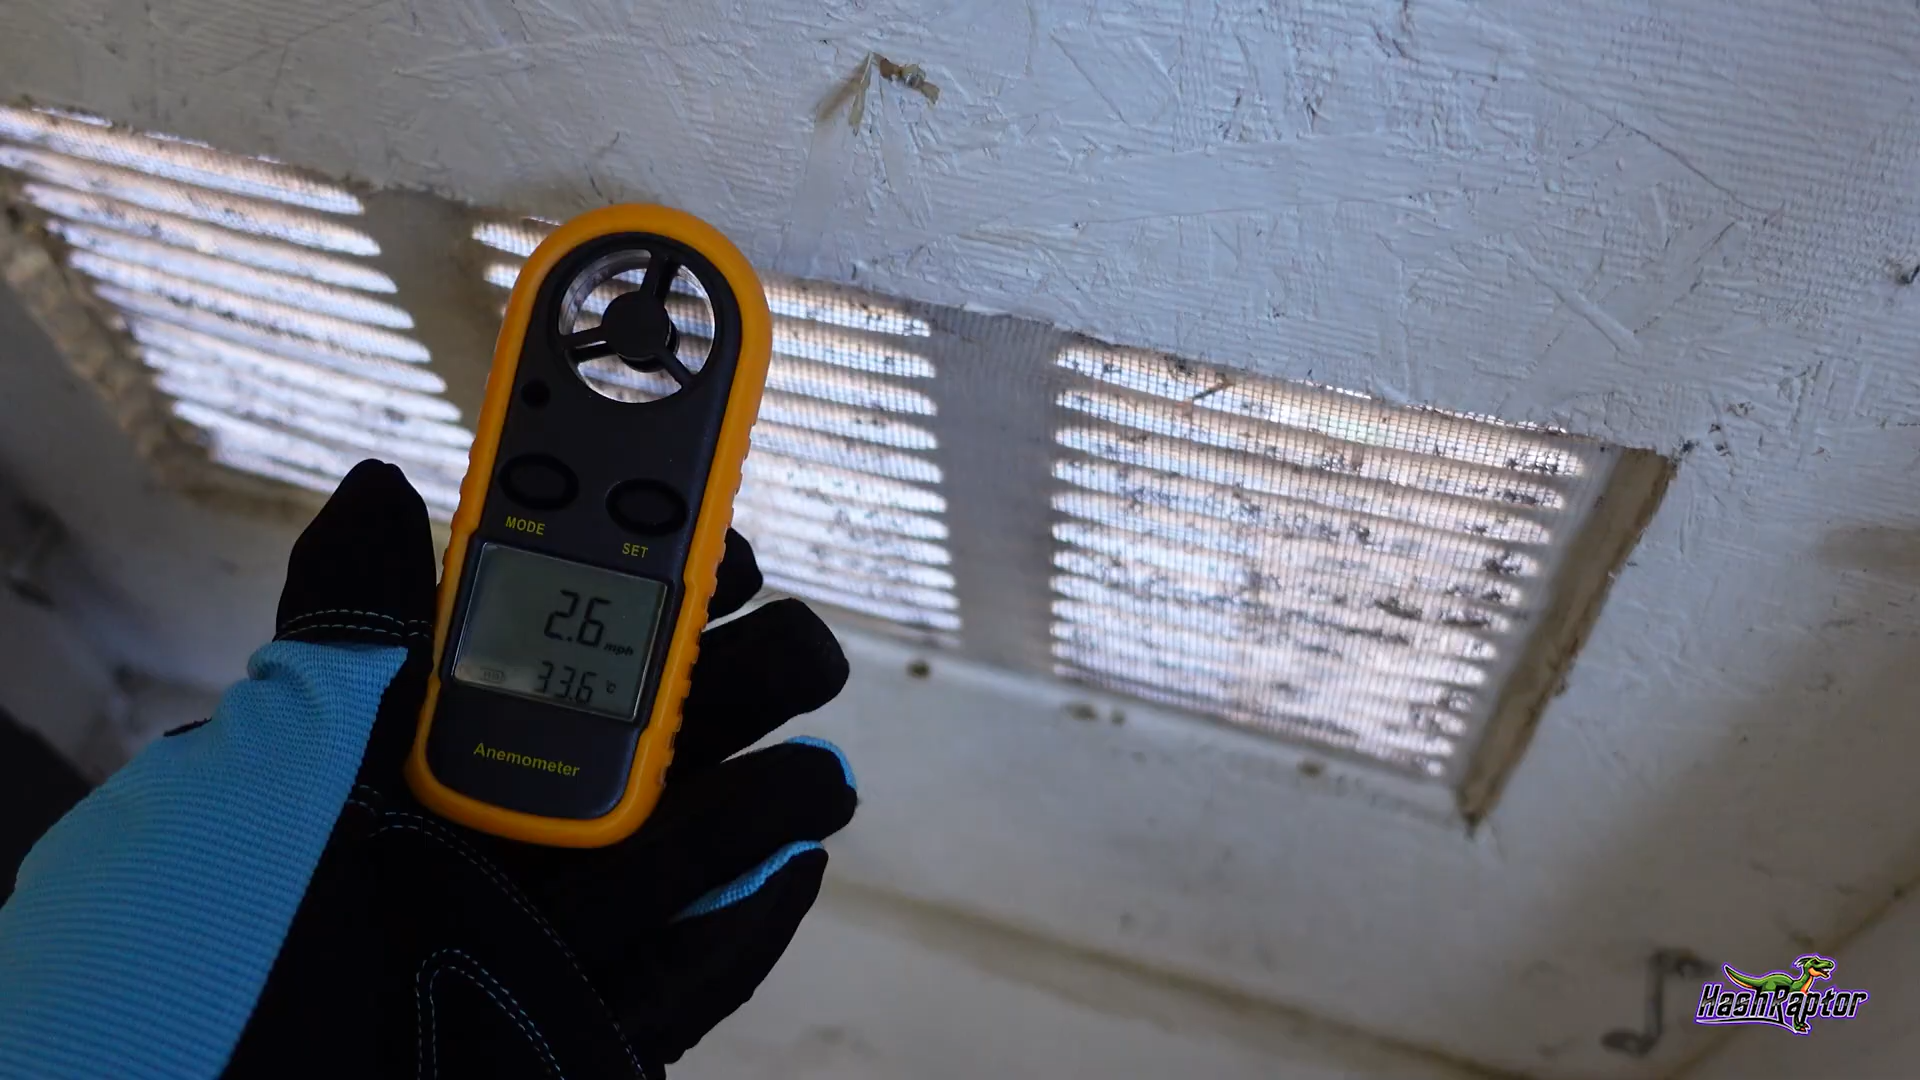 MODE
SET
2.6 mph
33.6 °C
Anemometer
HashRaptor